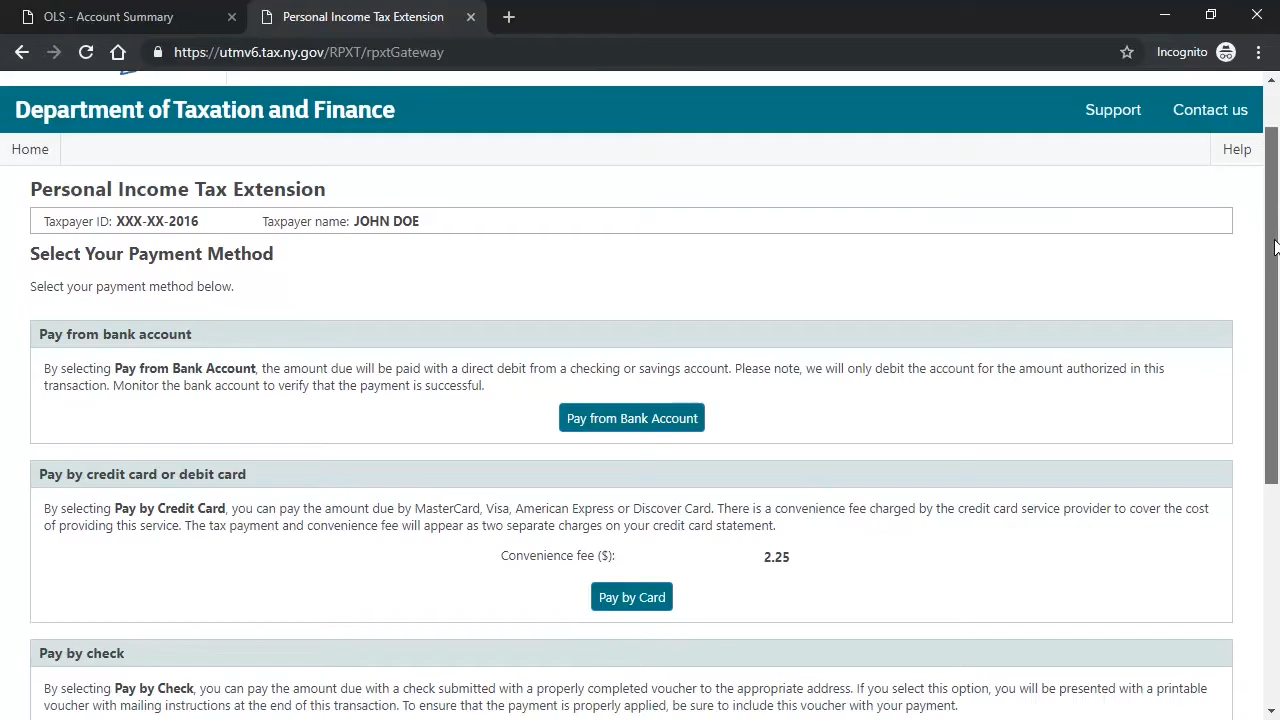 OLS - Account Summary
Personal Income Tax Extension
https://utmv6.tax.ny.gov/RPXT/rpxtGateway
Incognito
Department of Taxation and Finance
Support
Contact us
Home
Help
Personal Income Tax Extension
Taxpayer ID: XXX-XX-2016
Taxpayer name: JOHN DOE
Select Your Payment Method
Select your payment method below.
Pay from bank account
By selecting Pay from Bank Account, the amount due will be paid with a direct debit from a checking or savings account. Please note, we will only debit the account for the amount authorized in this
transaction. Monitor the bank account to verify that the payment is successful.
Pay from Bank Account
Pay by credit card or debit card
By selecting Pay by Credit Card, you can pay the amount due by MasterCard, Visa, American Express or Discover Card. There is a convenience fee charged by the credit card service provider to cover the cost
of providing this service. The tax payment and convenience fee will appear as two separate charges on your credit card statement.
Convenience fee ($):
2.25
Pay by Card
Pay by check
By selecting Pay by Check, you can pay the amount due with a check submitted with a properly completed voucher to the appropriate address. If you select this option, you will be presented with a printable
voucher with mailing instructions at the end of this transaction. To ensure that the payment is properly applied, be sure to include this voucher with your payment.